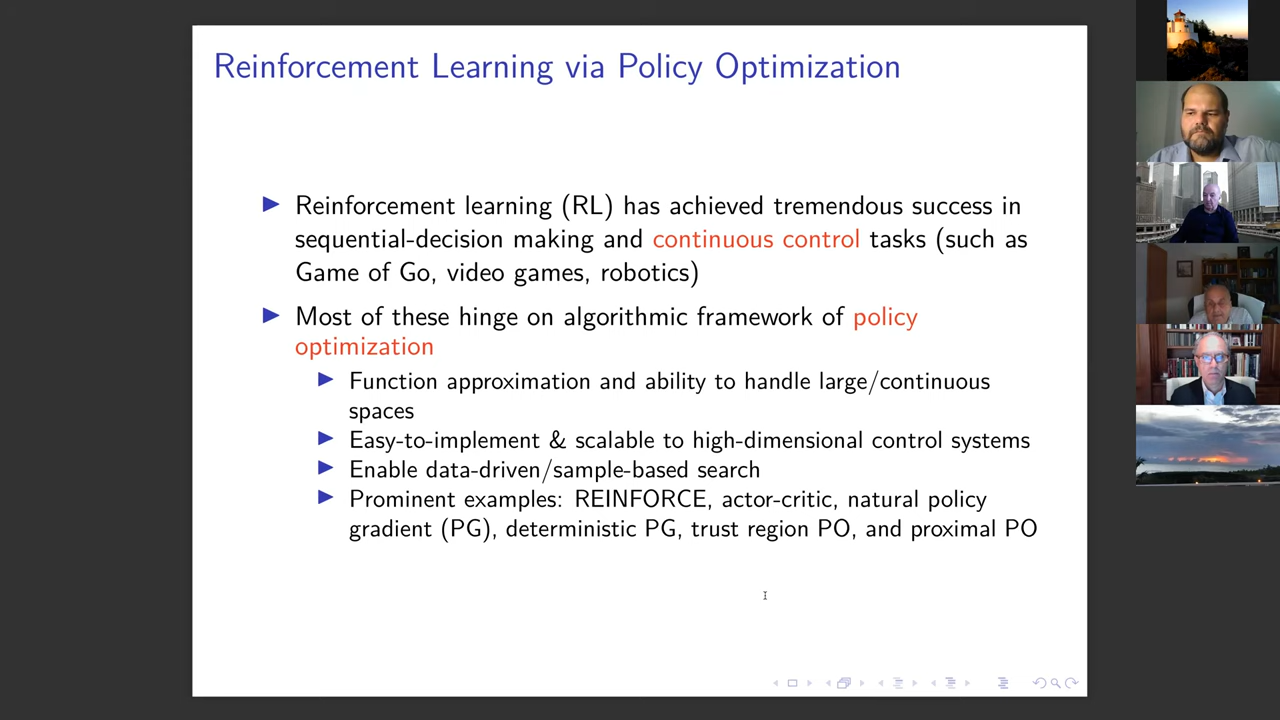 Reinforcement Learning via Policy Optimization
Reinforcement learning (RL) has achieved tremendous success in
sequential-decision making and continuous control tasks (such as
Game of Go, video games, robotics)
Most of these hinge on algorithmic framework of policy
optimization
Function approximation and ability to handle large/continuous
spaces
Easy-to-implement & scalable to high-dimensional control systems
Enable data-driven/sample-based search
Prominent examples: REINFORCE, actor-critic, natural policy
gradient (PG), deterministic PG, trust region PO, and proximal PO